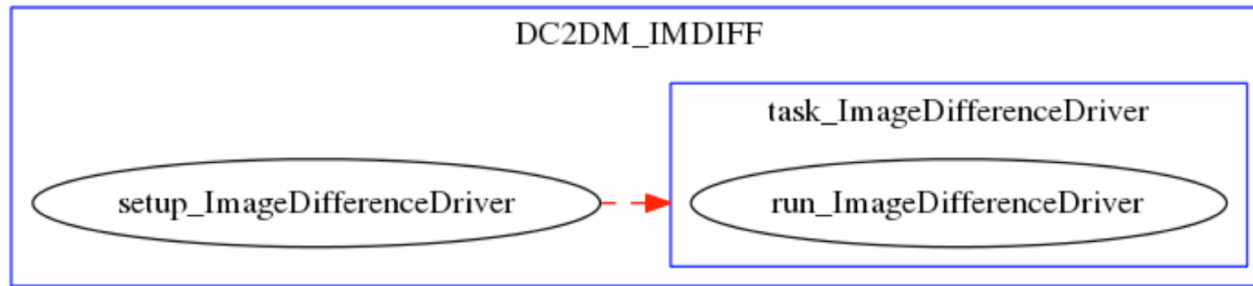 DC2DM_IMDIFF
task_ImageDifferenceDriver
setup_ImageDifferenceDriver
run_ImageDifferenceDriver